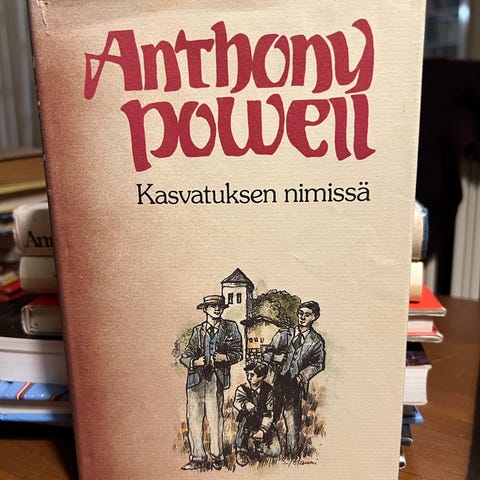 Anthony
Powell
Kasvatuksen nimissä